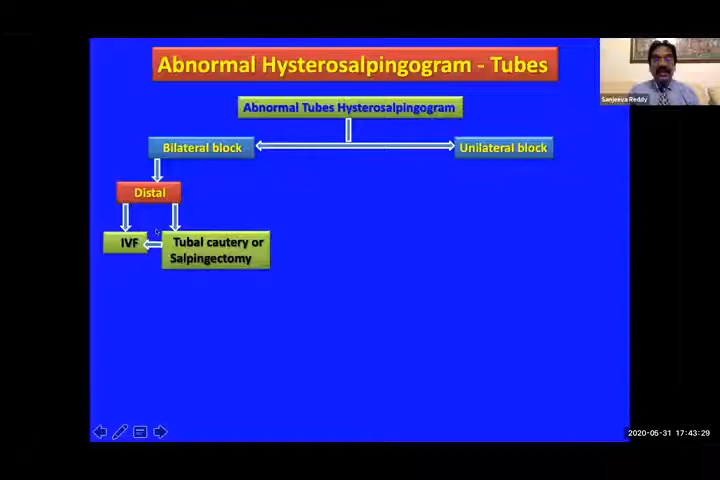 Abnormal Hysterosalpingogram - Tubes
Sanjeeva Reddy
Abnormal Tubes Hysterosalpingogram
Bilateral block
Unilateral block
Distal
IVF
Tubal cautery or
Salpingectomy
2020-05-31 17:43:29